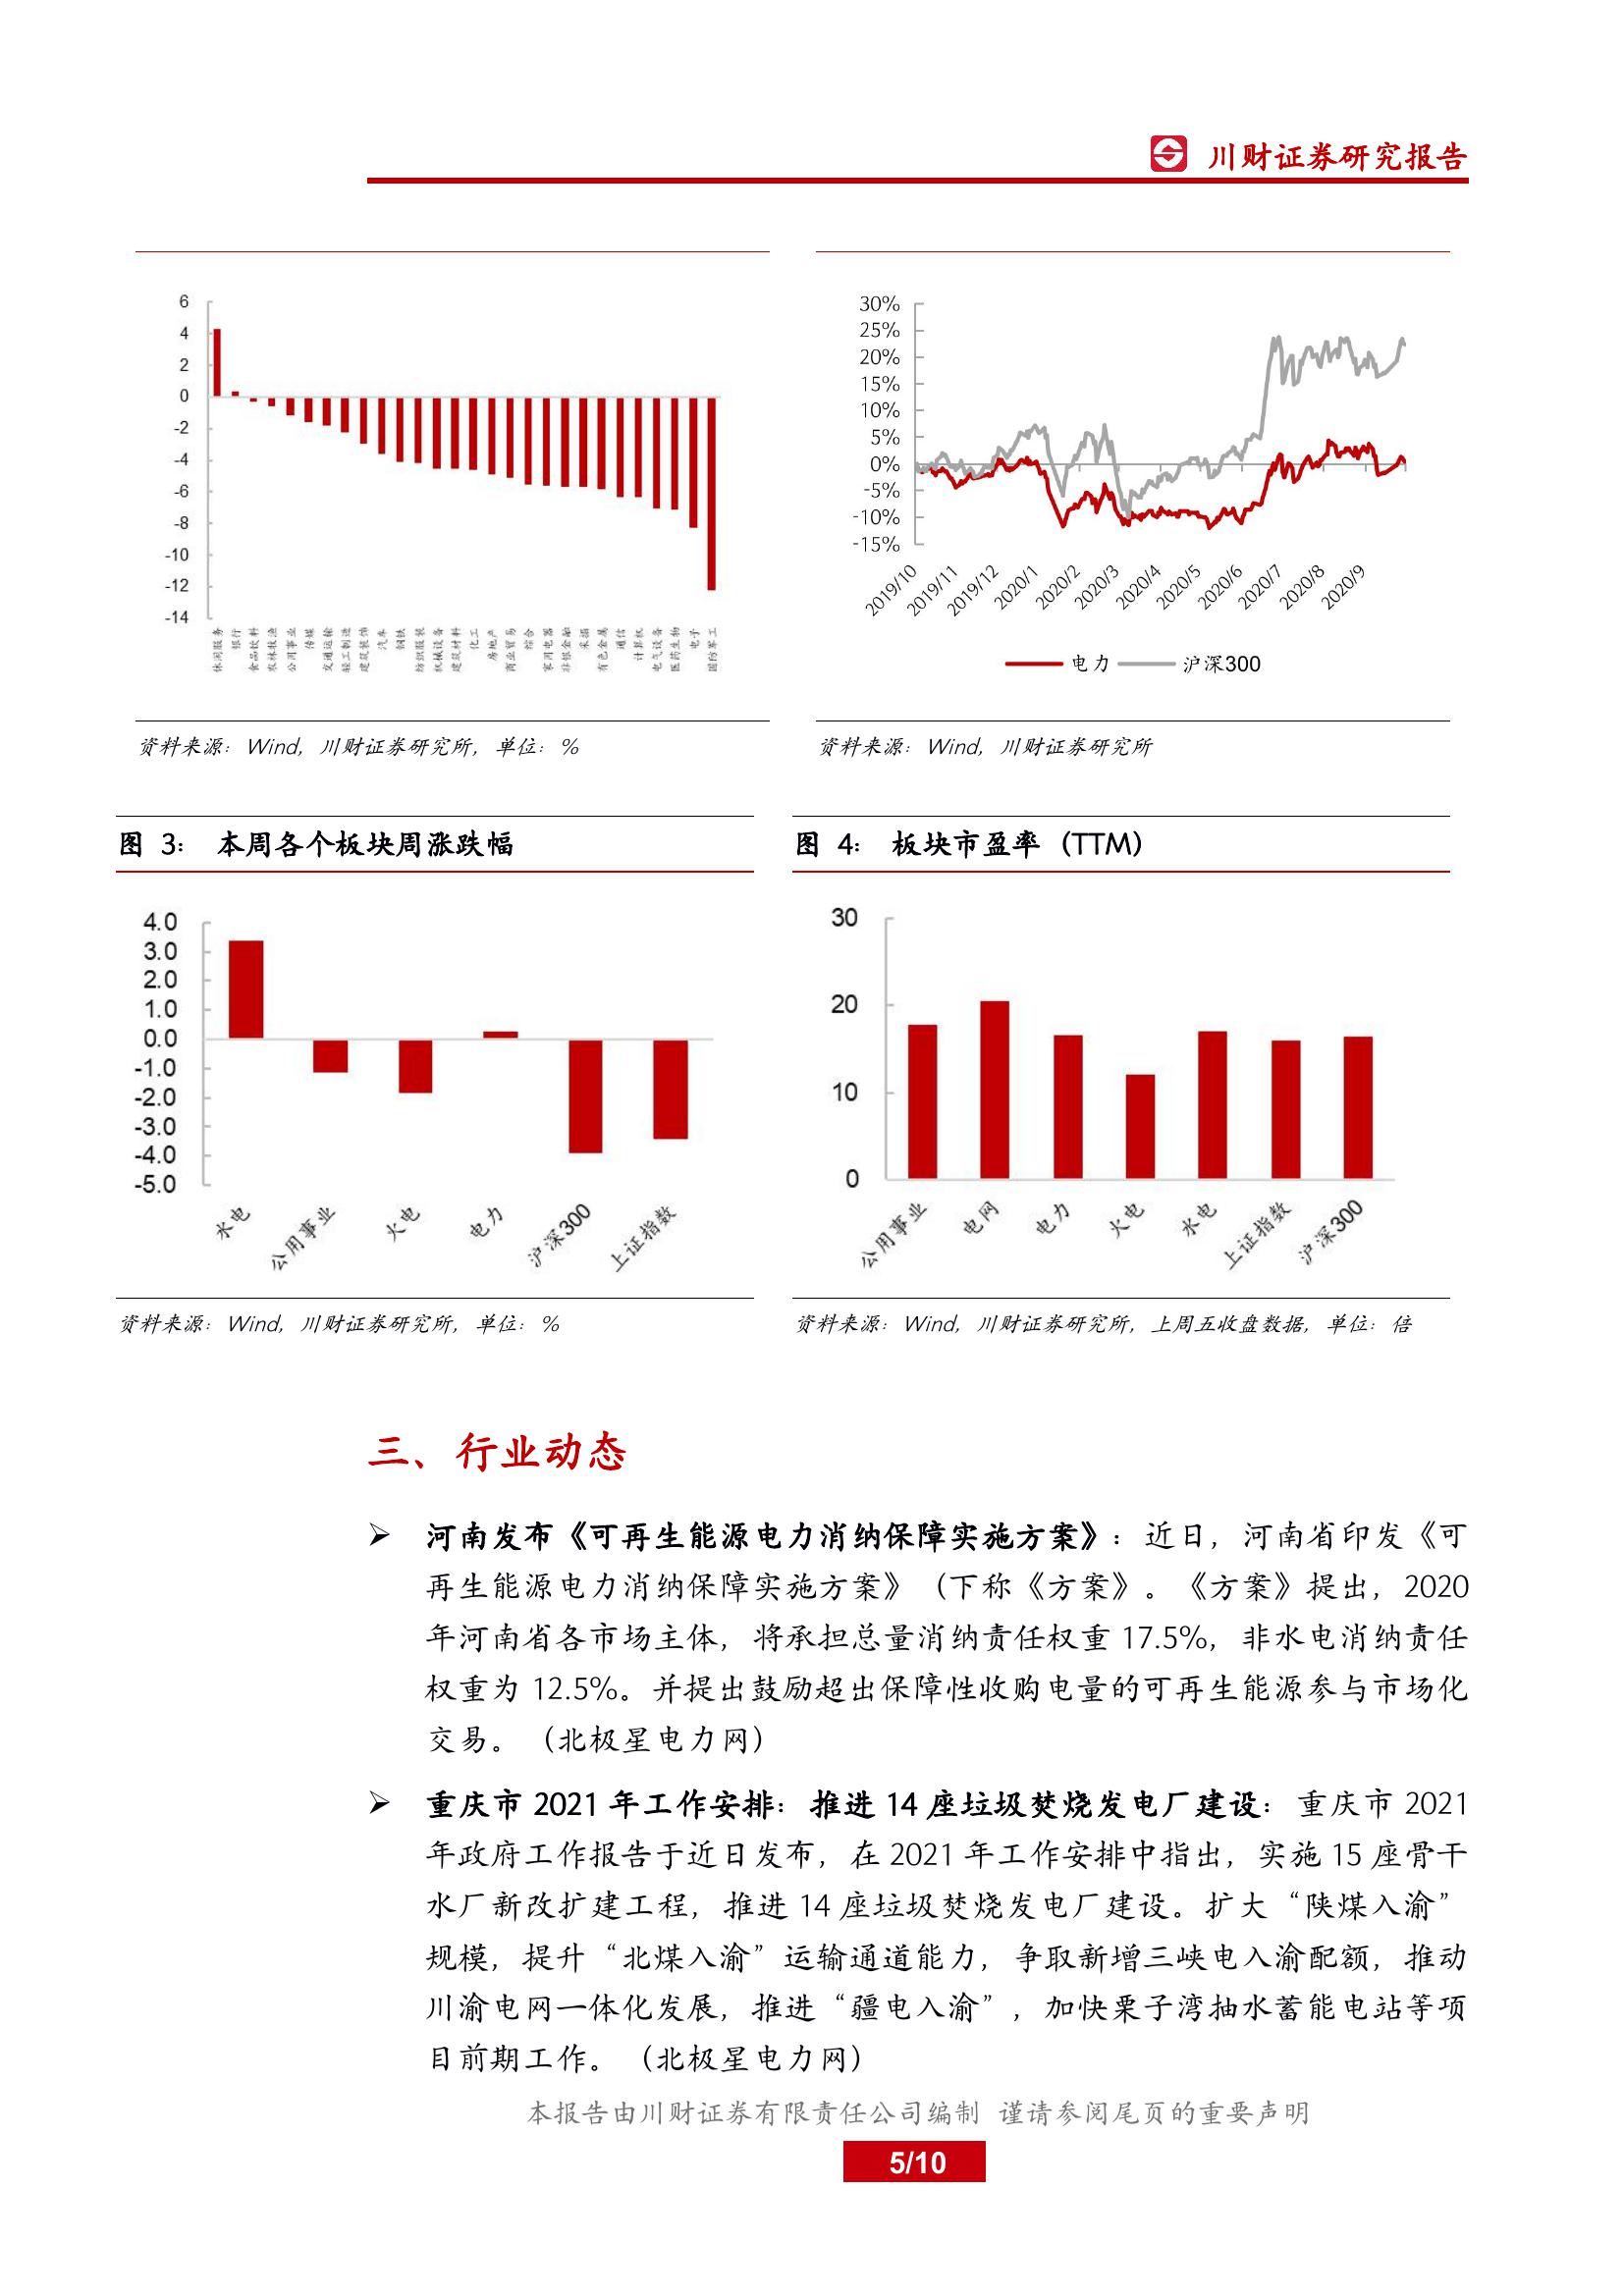 川财证券研究报告
6
4
2
0
-2
-4
-6
-8
-10
-12
-14
休闲服务
银行
食品饮料
农林牧渔
公用事业
传媒
交通运输
轻工制造
建筑装饰
汽车
钢铁
纺织服装
机械设备
建筑材料
化工
房地产
商业贸易
综合
家用电器
非银金融
采掘
有色金属
通信
计算机
电气设备
医药生物
电子
国防军工
资料来源：Wind，川财证券研究所，单位：%
30%
25%
20%
15%
10%
5%
0%
-5%
-10%
-15%
2019/10
2019/11
2019/12
2020/1
2020/2
2020/3
2020/4
2020/5
2020/6
2020/7
2020/8
2020/9
电力
沪深300
资料来源：Wind，川财证券研究所
图 3： 本周各个板块周涨跌幅
4.0
3.0
2.0
1.0
0.0
-1.0
-2.0
-3.0
-4.0
-5.0
水电
公用事业
火电
电力
沪深300
上证指数
资料来源：Wind，川财证券研究所，单位：%
图 4： 板块市盈率（TTM）
30
20
10
0
公用事业
电网
电力
火电
水电
上证指数
沪深300
资料来源：Wind，川财证券研究所，上周五收盘数据，单位：倍
三、行业动态
➢ 河南发布《可再生能源电力消纳保障实施方案》：近日，河南省印发《可
再生能源电力消纳保障实施方案》（下称《方案》。《方案》提出，2020
年河南省各市场主体，将承担总量消纳责任权重 17.5%，非水电消纳责任
权重为 12.5%。并提出鼓励超出保障性收购电量的可再生能源参与市场化
交易。（北极星电力网）
➢ 重庆市 2021 年工作安排：推进 14 座垃圾焚烧发电厂建设：重庆市 2021
年政府工作报告于近日发布，在 2021 年工作安排中指出，实施 15 座骨干
水厂新改扩建工程，推进 14 座垃圾焚烧发电厂建设。扩大“陕煤入渝”
规模，提升“北煤入渝”运输通道能力，争取新增三峡电入渝配额，推动
川渝电网一体化发展，推进“疆电入渝”，加快栗子湾抽水蓄能电站等项
目前期工作。（北极星电力网）
本报告由川财证券有限责任公司编制 谨请参阅尾页的重要声明
5/10